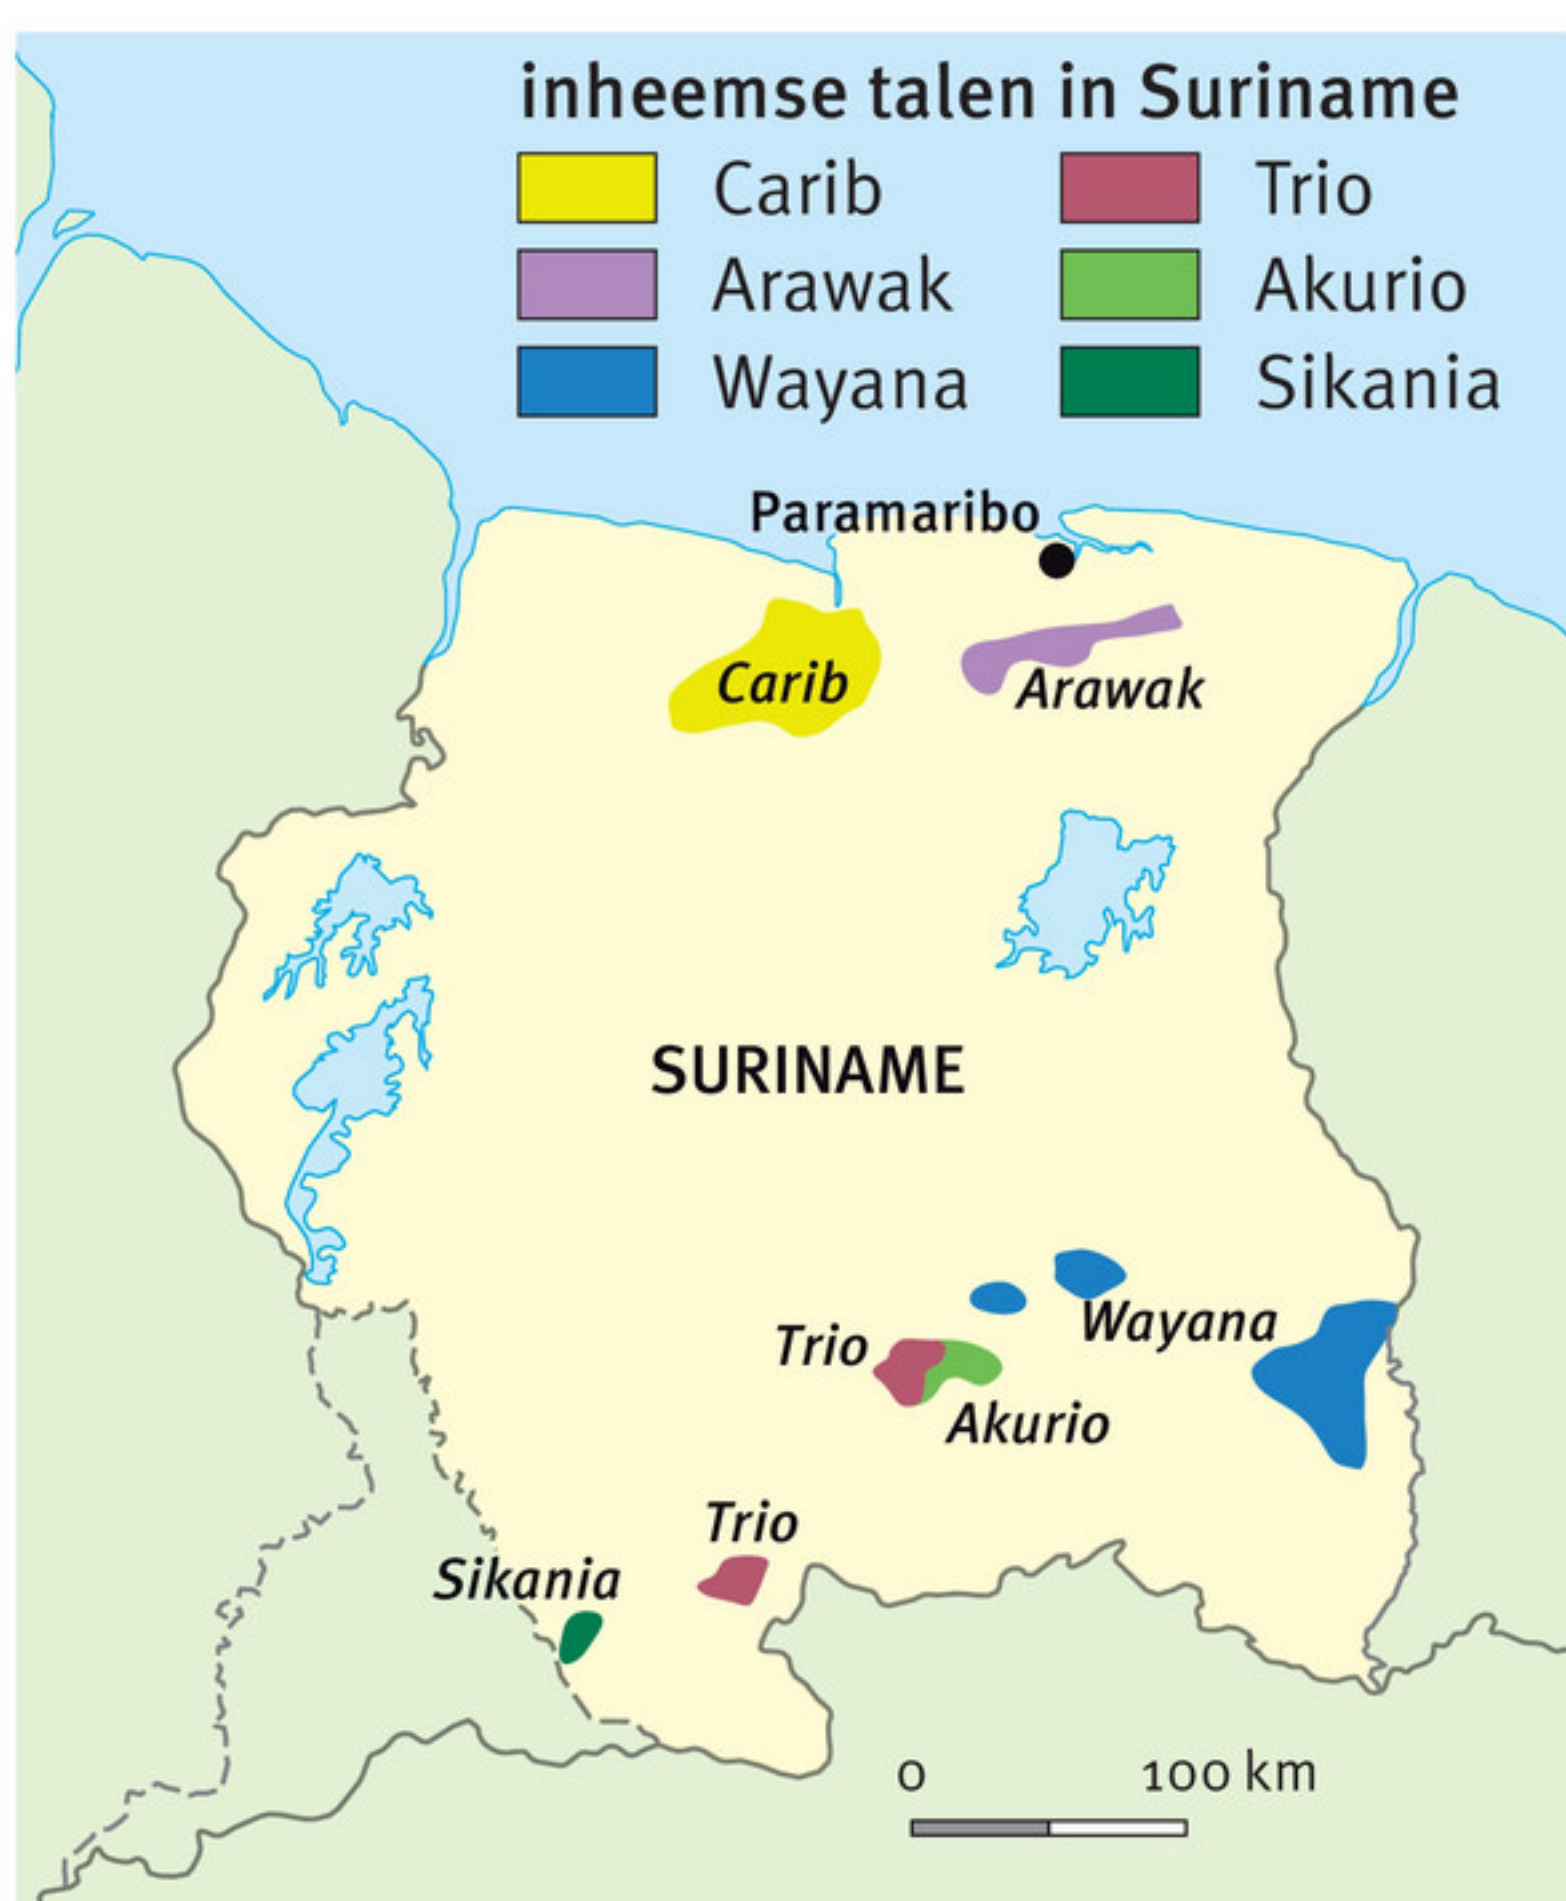 inheemse talen in Suriname
Carib Trio
Arawak Akurio
Wayana Sikania
Paramaribo
Carib
Arawak
SURINAME
Wayana
Trio
Akurio
Trio
Sikania
0 100 km